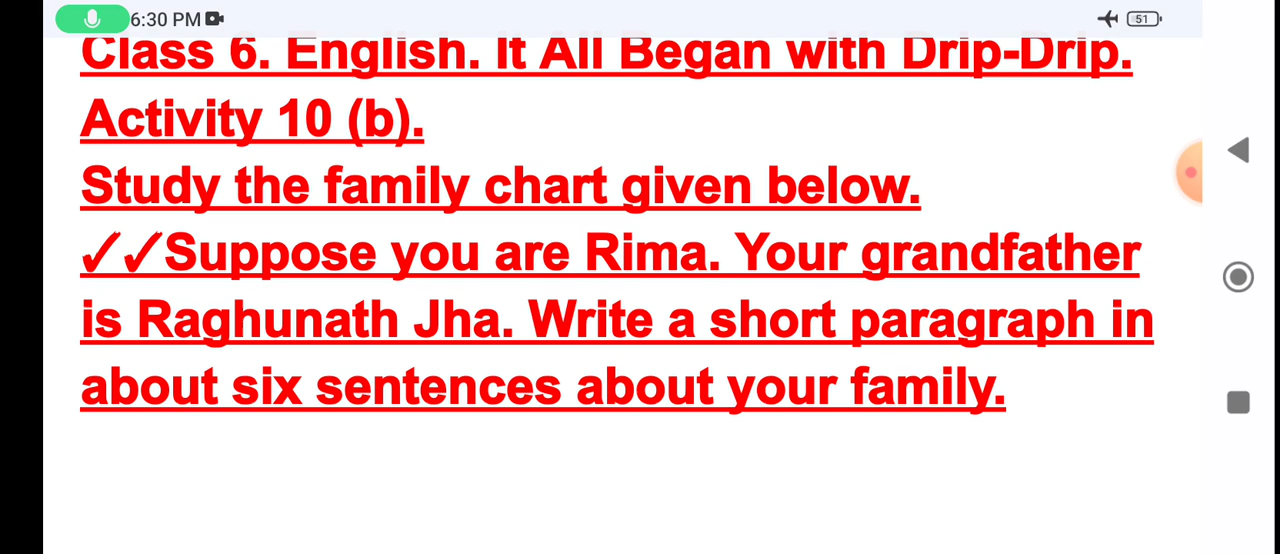 6:30 PM
51
Class 6. English. It All Began with Drip-Drip.
Activity 10 (b).
Study the family chart given below.
✓✓Suppose you are Rima. Your grandfather
is Raghunath Jha. Write a short paragraph in
about six sentences about your family.